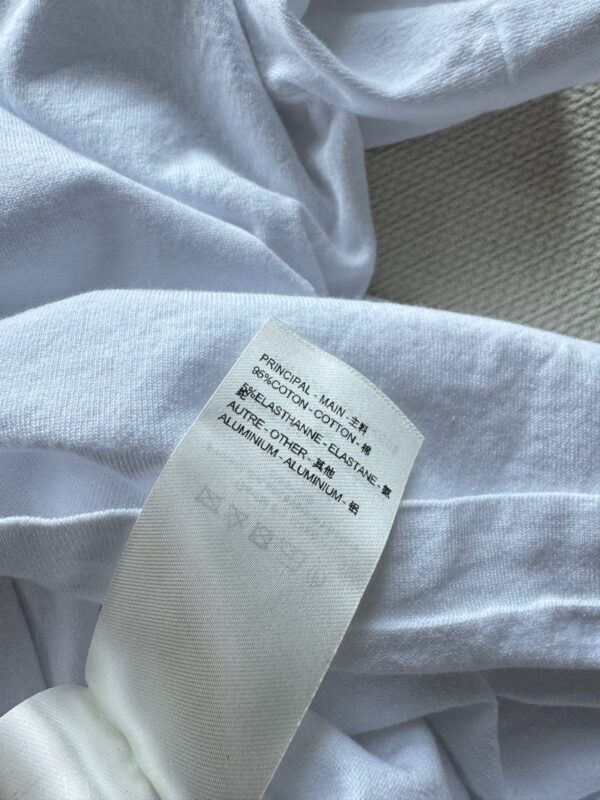 PRINCIPAL - MAIN - 主料
95%COTON - COTTON - 棉
5%ELASTHANNE - ELASTANE - 氨纶
AUTRE - OTHER - 其他
ALUMINIUM - ALUMINIUM - 铝